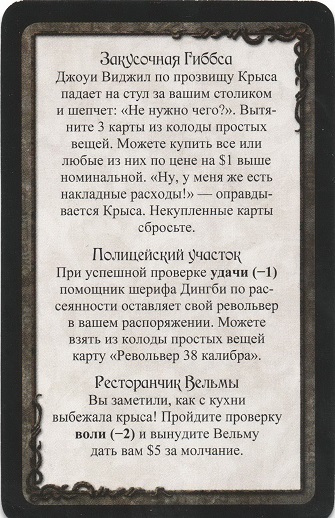 Закусочная Гиббса
Джоуи Виджил по прозвищу Крыса
падает на стул за вашим столиком
и шепчет: «Не нужно чего?». Вытя-
ните 3 карты из колоды простых
вещей. Можете купить все или
любые из них по цене на $1 выше
номинальной. «Ну, у меня же есть
накладные расходы!» — оправды-
вается Крыса. Некупленные карты
сбросьте.
Полицейский участок
При успешной проверке удачи (−1)
помощник шерифа Дингби по рас-
сеянности оставляет свой револьвер
в вашем распоряжении. Можете
взять из колоды простых вещей
карту «Револьвер 38 калибра».
Ресторанчик Вельмы
Вы заметили, как с кухни
выбежала крыса! Пройдите проверку
воли (−2) и вынудите Вельму
дать вам $5 за молчание.